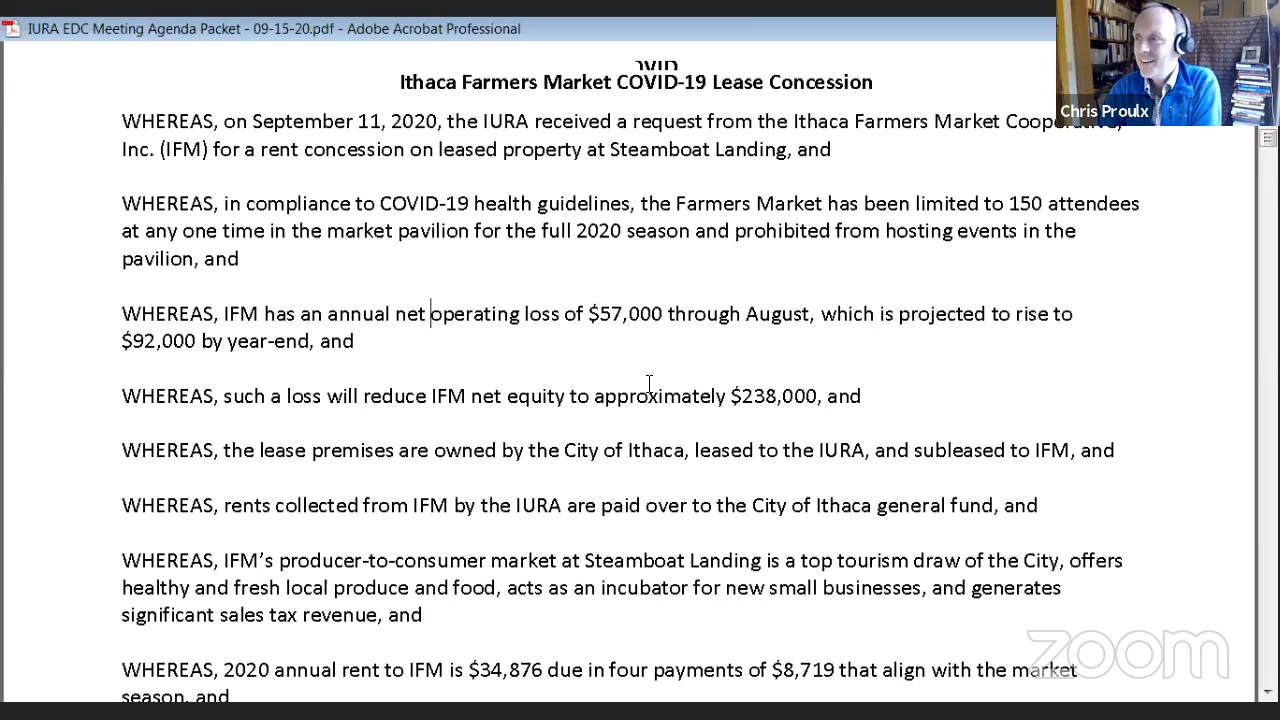 IURA EDC Meeting Agenda Packet - 09-15-20.pdf - Adobe Acrobat Professional
Ithaca Farmers Market COVID-19 Lease Concession
Chris Proulx
WHEREAS, on September 11, 2020, the IURA received a request from the Ithaca Farmers Market
Inc. (IFM) for a rent concession on leased property at Steamboat Landing, and
WHEREAS, in compliance to COVID-19 health guidelines, the Farmers Market has been limited to 150 attendees
at any one time in the market pavilion for the full 2020 season and prohibited from hosting events in the
pavilion, and
WHEREAS, IFM has an annual net operating loss of $57,000 through August, which is projected to rise to
$92,000 by year-end, and
WHEREAS, such a loss will reduce IFM net equity to approximately $238,000, and
WHEREAS, the lease premises are owned by the City of Ithaca, leased to the IURA, and subleased to IFM, and
WHEREAS, rents collected from IFM by the IURA are paid over to the City of Ithaca general fund, and
WHEREAS, IFM's producer-to-consumer market at Steamboat Landing is a top tourism draw of the City, offers
healthy and fresh local produce and food, acts as an incubator for new small businesses, and generates
significant sales tax revenue, and
WHEREAS, 2020 annual rent to IFM is $34,876 due in four payments of $8,719 that align with the market
season, and
zoom